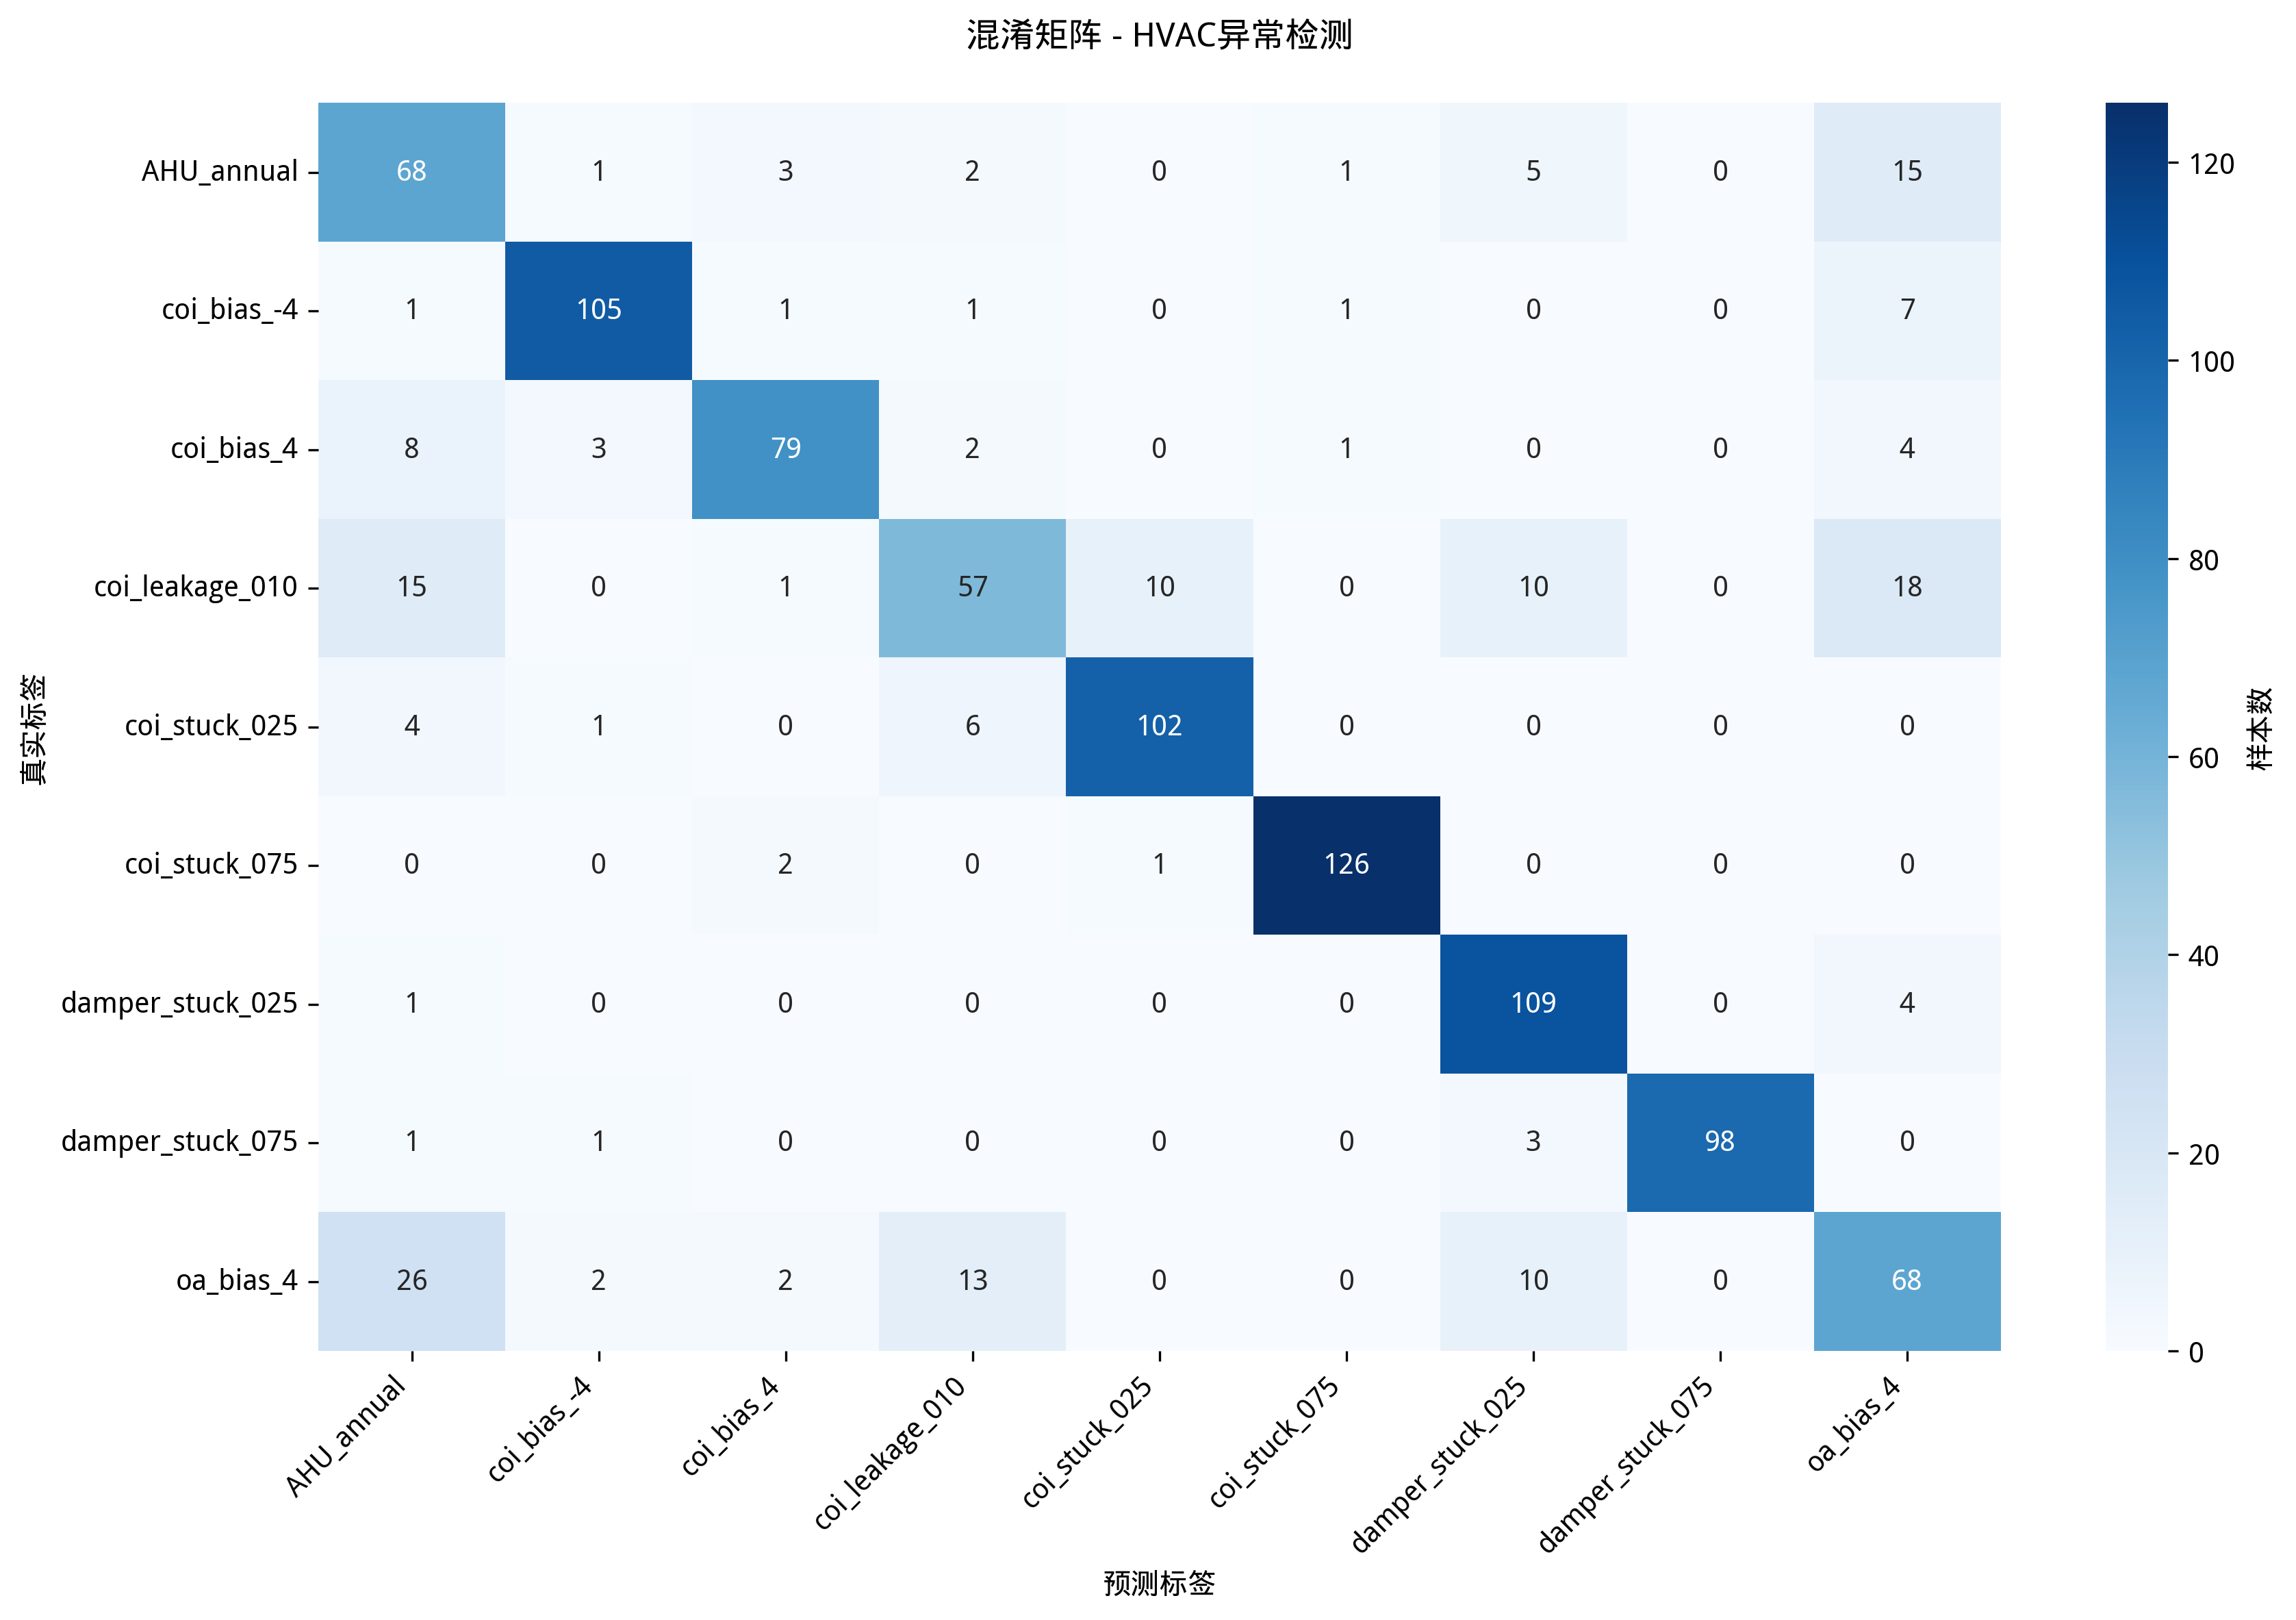 混淆矩阵 - HVAC异常检测
AHU_annual 68 1 3 2 0 1 5 0 15
coi_bias_-4 1 105 1 1 0 1 0 0 7
coi_bias_4 8 3 79 2 0 1 0 0 4
coi_leakage_010 15 0 1 57 10 0 10 0 18
coi_stuck_025 4 1 0 6 102 0 0 0 0
coi_stuck_075 0 0 2 0 1 126 0 0 0
damper_stuck_025 1 0 0 0 0 0 109 0 4
damper_stuck_075 1 1 0 0 0 0 3 98 0
oa_bias_4 26 2 2 13 0 0 10 0 68
真实标签
AHU_annual
coi_bias_-4
coi_bias_4
coi_leakage_010
coi_stuck_025
coi_stuck_075
damper_stuck_025
damper_stuck_075
oa_bias_4
预测标签
120
100
80
60
40
20
0
样本数